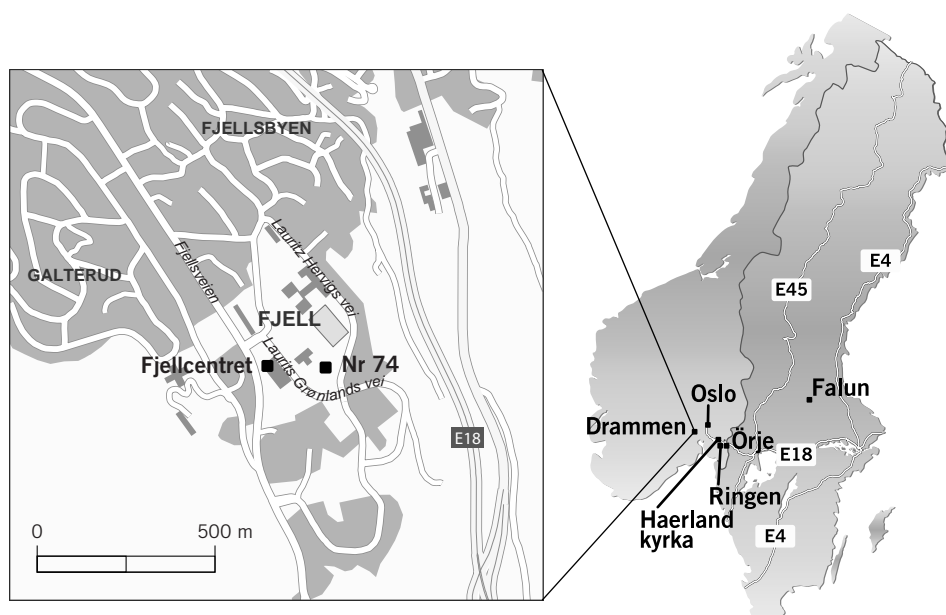 FJELLSBYEN
GALTERUD
Fjellsveien
Lauritz Hervigs vei
FJELL
Laurits Grønlands vei
Fjellcentret
Nr 74
E18
0
500 m
E4
E45
Falun
Oslo
Drammen
Örje
E18
Ringen
Haerland
kyrka
E4